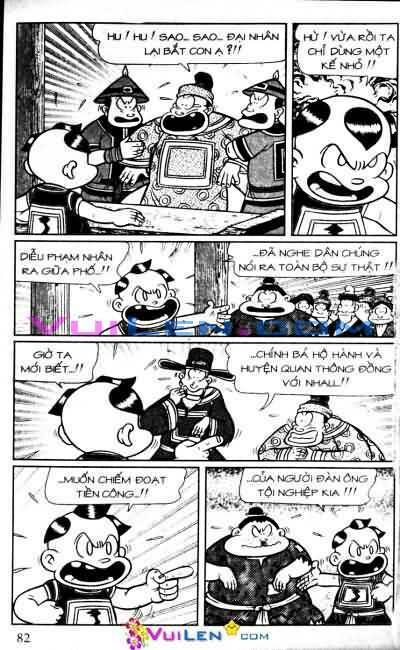 HU! HU! SAO... SAO... ĐẠI NHÂN
LẠI BẮT CON Ạ?!!
HỪ! VỪA RỒI TA
CHỈ DÙNG MỘT
KẾ NHỎ!!
DIỄU PHẠM NHÂN
RA GIỮA PHỐ..!!
...ĐÃ NGHE DÂN CHÚNG
NÓI RA TOÀN BỘ SỰ THẬT!!
VUILEN.COM
GIỜ TA
MỚI BIẾT...!!
...CHÍNH BÁ HỘ HÀNH VÀ
HUYỆN QUAN THÔNG ĐỒNG
VỚI NHAU..
...MUỐN CHIẾM ĐOẠT
TIỀN CÔNG..!!
...CỦA NGƯỜI ĐÀN ÔNG
TỘI NGHIỆP KIA!!!
82
VUILEN.COM